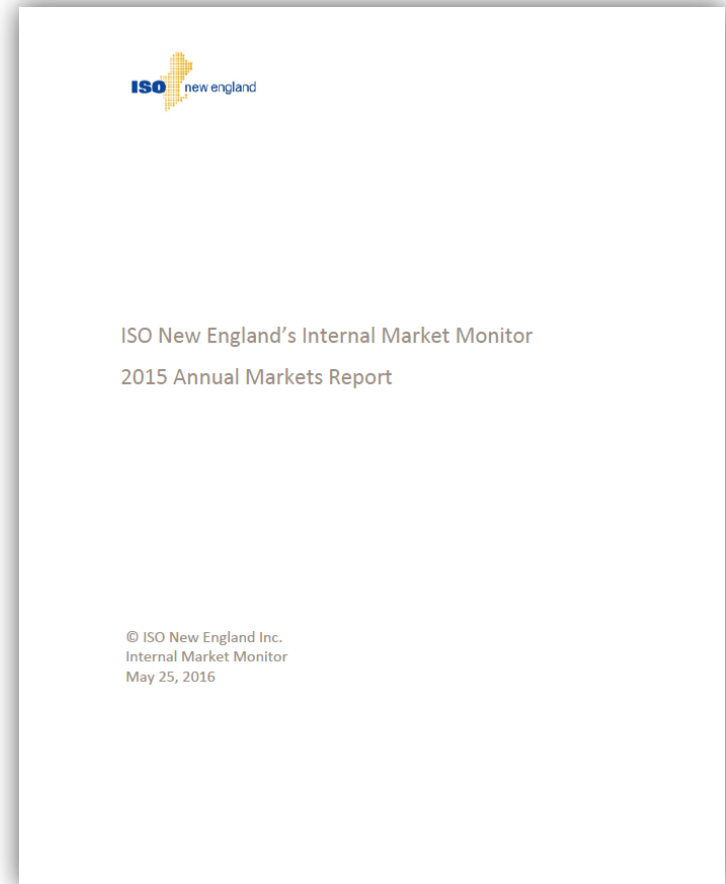 ISO new england
ISO New England's Internal Market Monitor
2015 Annual Markets Report
© ISO New England Inc.
Internal Market Monitor
May 25, 2016